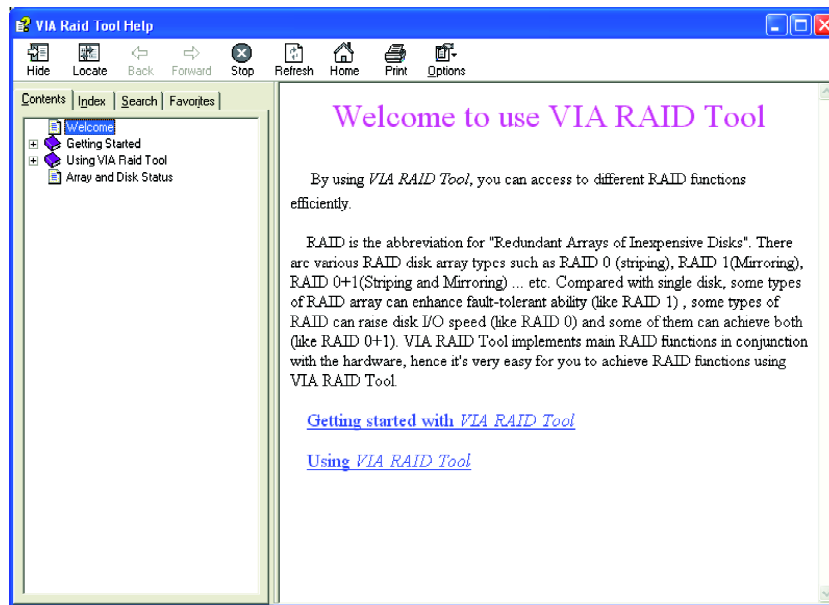 VIA Raid Tool Help
Hide Locate Back Forward Stop Refresh Home Print Options
Contents Index Search Favorites
Welcome
Getting Started
Using VIA Raid Tool
Array and Disk Status
Welcome to use VIA RAID Tool
By using VIA RAID Tool, you can access to different RAID functions
efficiently.
RAID is the abbreviation for "Redundant Arrays of Inexpensive Disks". There
are various RAID disk array types such as RAID 0 (striping), RAID 1(Mirroring),
RAID 0+1(Striping and Mirroring) ... etc. Compared with single disk, some types
of RAID array can enhance fault-tolerant ability (like RAID 1) , some types of
RAID can raise disk I/O speed (like RAID 0) and some of them can achieve both
(like RAID 0+1). VIA RAID Tool implements main RAID functions in conjunction
with the hardware, hence it's very easy for you to achieve RAID functions using
VIA RAID Tool.
Getting started with VIA RAID Tool
Using VIA RAID Tool